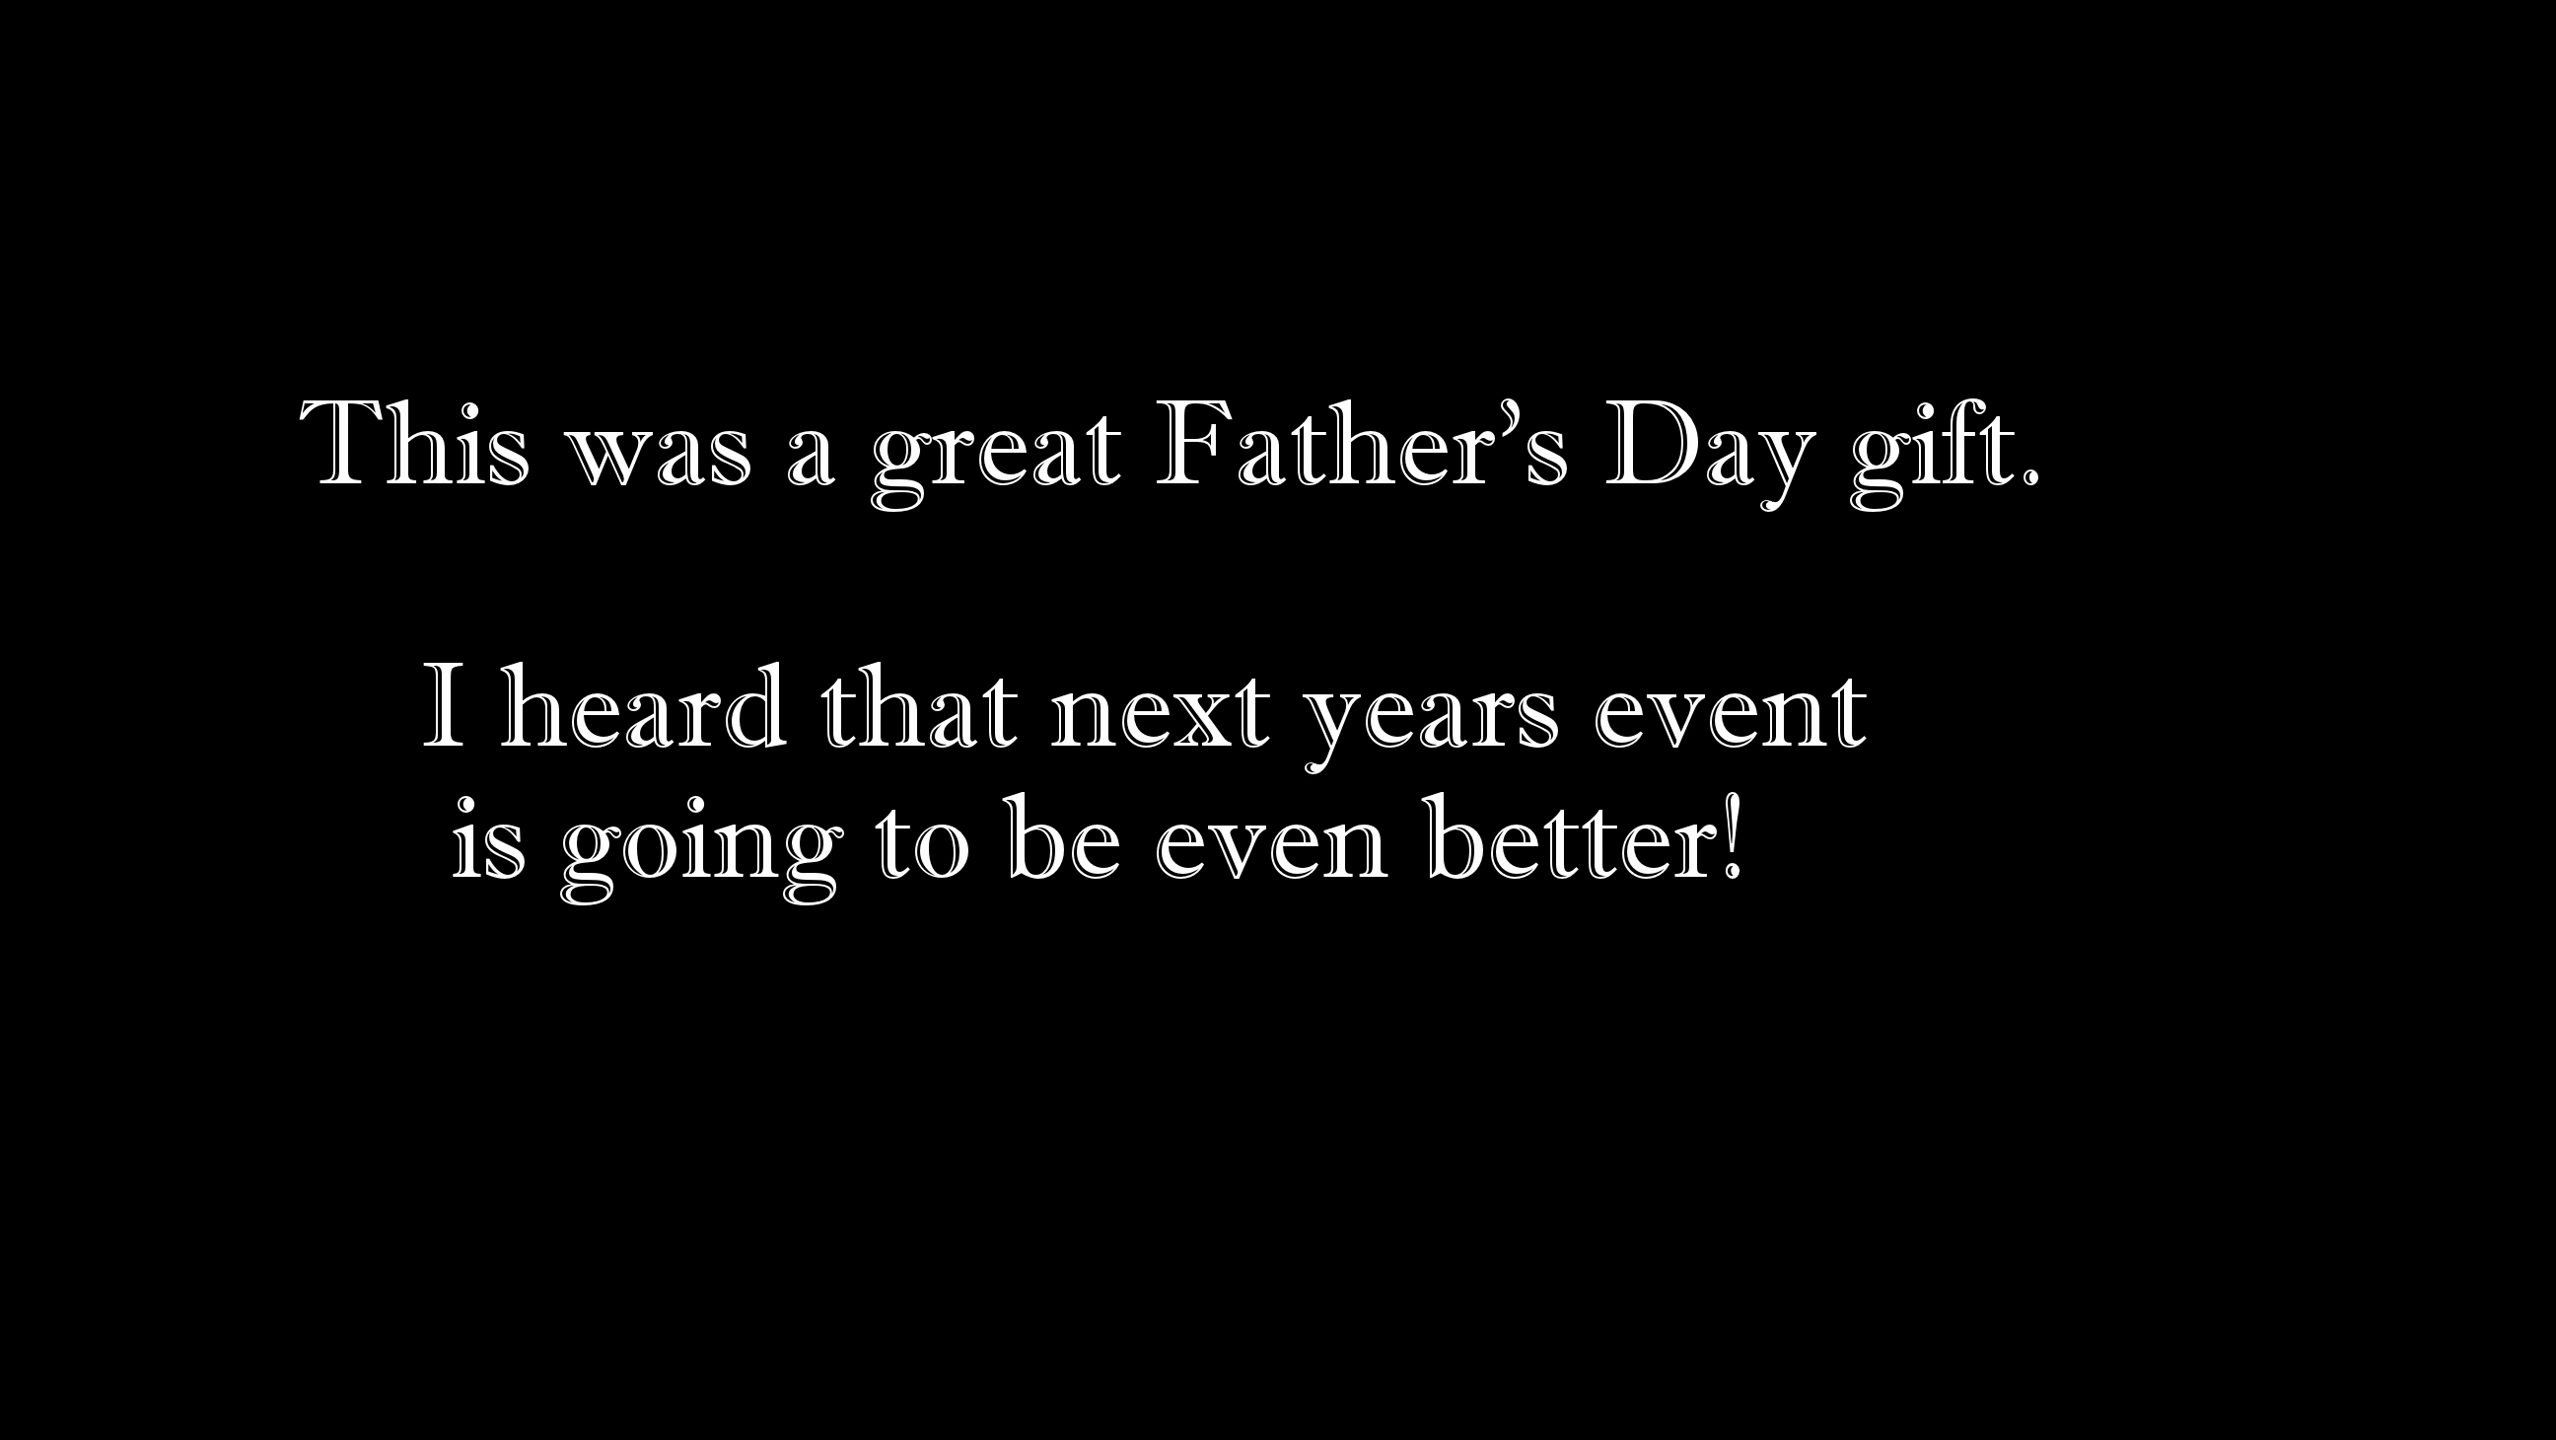 This was a great Father’s Day gift.
I heard that next years event
is going to be even better!